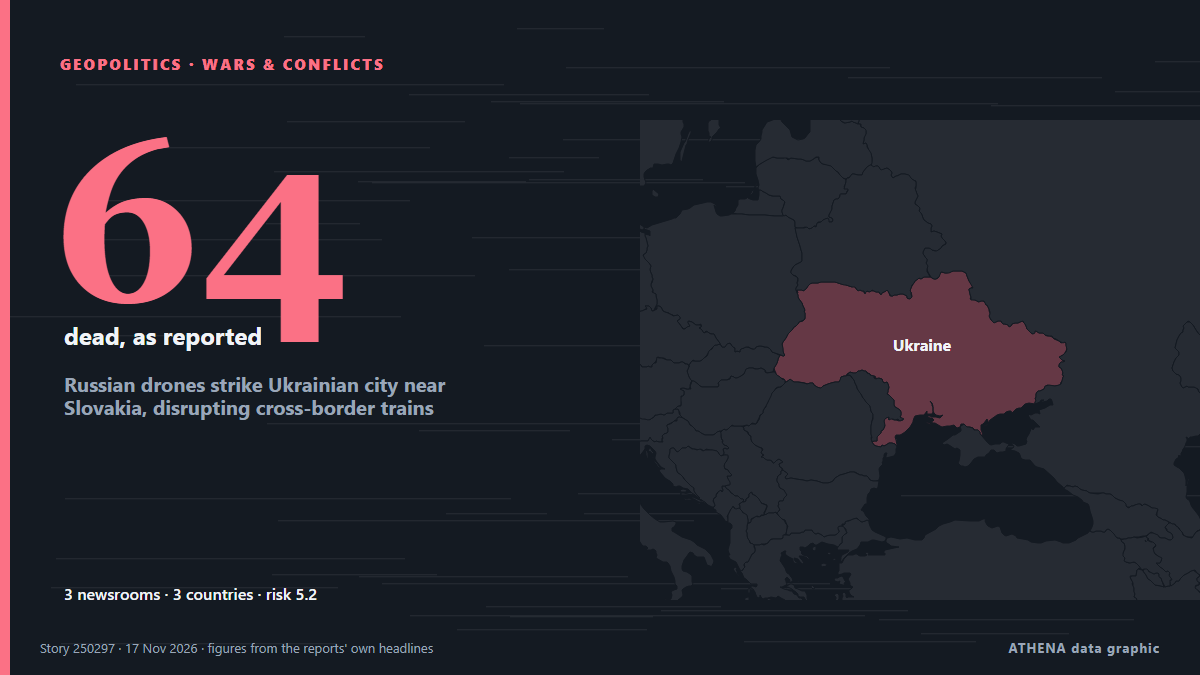 GEOPOLITICS · WARS & CONFLICTS
64
dead, as reported
Russian drones strike Ukrainian city near
Slovakia, disrupting cross-border trains
Ukraine
3 newsrooms · 3 countries · risk 5.2
Story 250297 · 17 Nov 2026 · figures from the reports' own headlines
ATHENA data graphic